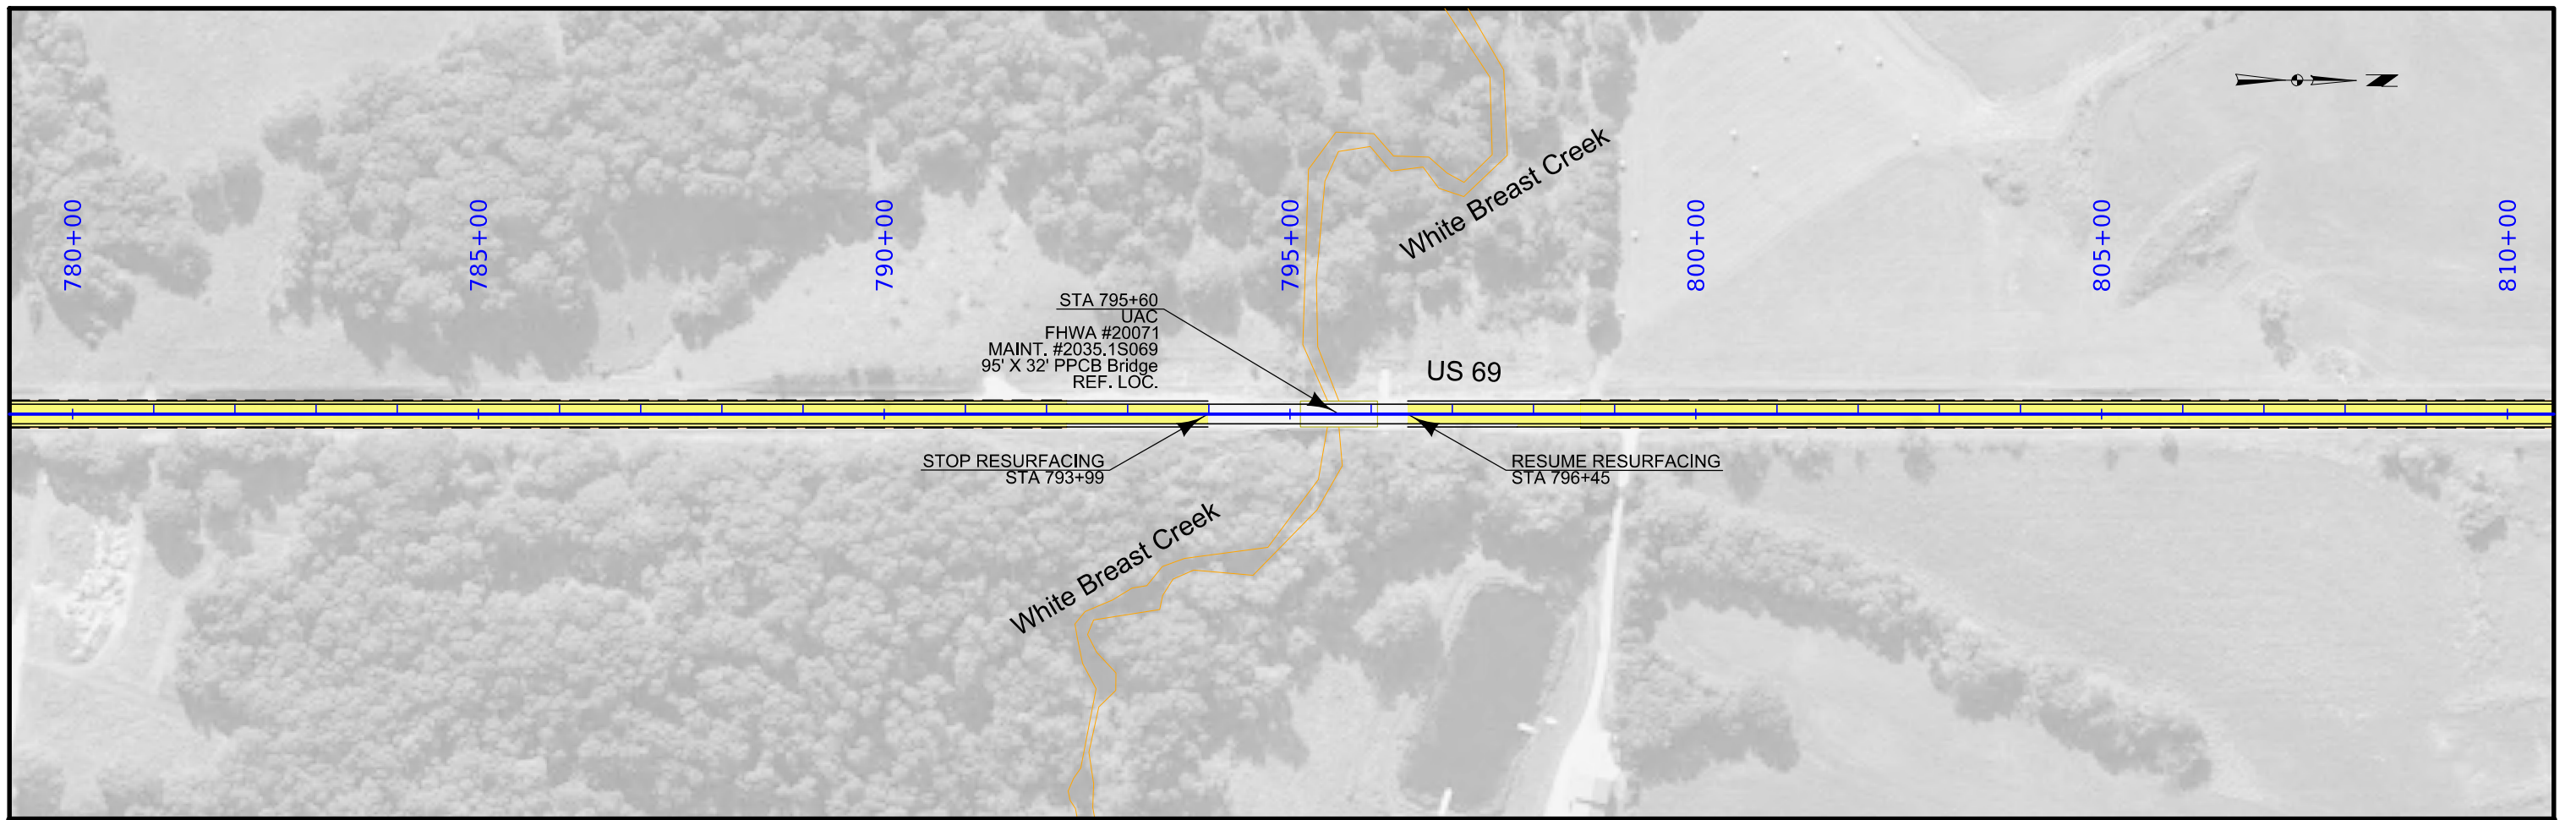 N
White Breast Creek
780+00
785+00
790+00
795+00
800+00
805+00
810+00
STA 795+60
UAC
FHWA #20071
MAINT. #2035.1S069
95' X 32' PPCB Bridge
REF. LOC.
US 69
STOP RESURFACING
STA 793+99
RESUME RESURFACING
STA 796+45
White Breast Creek